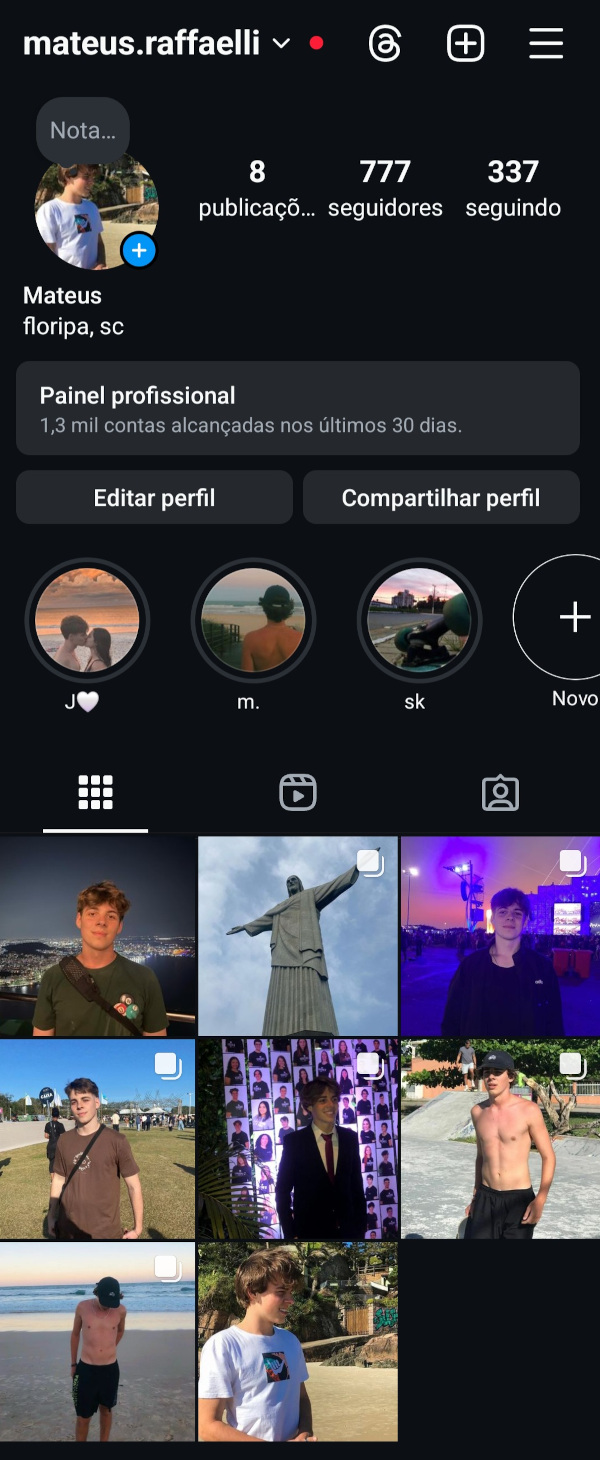 mateus.raffaelli
Nota...
8 777 337
publicaçõ... seguidores seguindo
Mateus
floripa, sc
Painel profissional
1,3 mil contas alcançadas nos últimos 30 dias.
Editar perfil Compartilhar perfil
J🤍 m. sk Novo